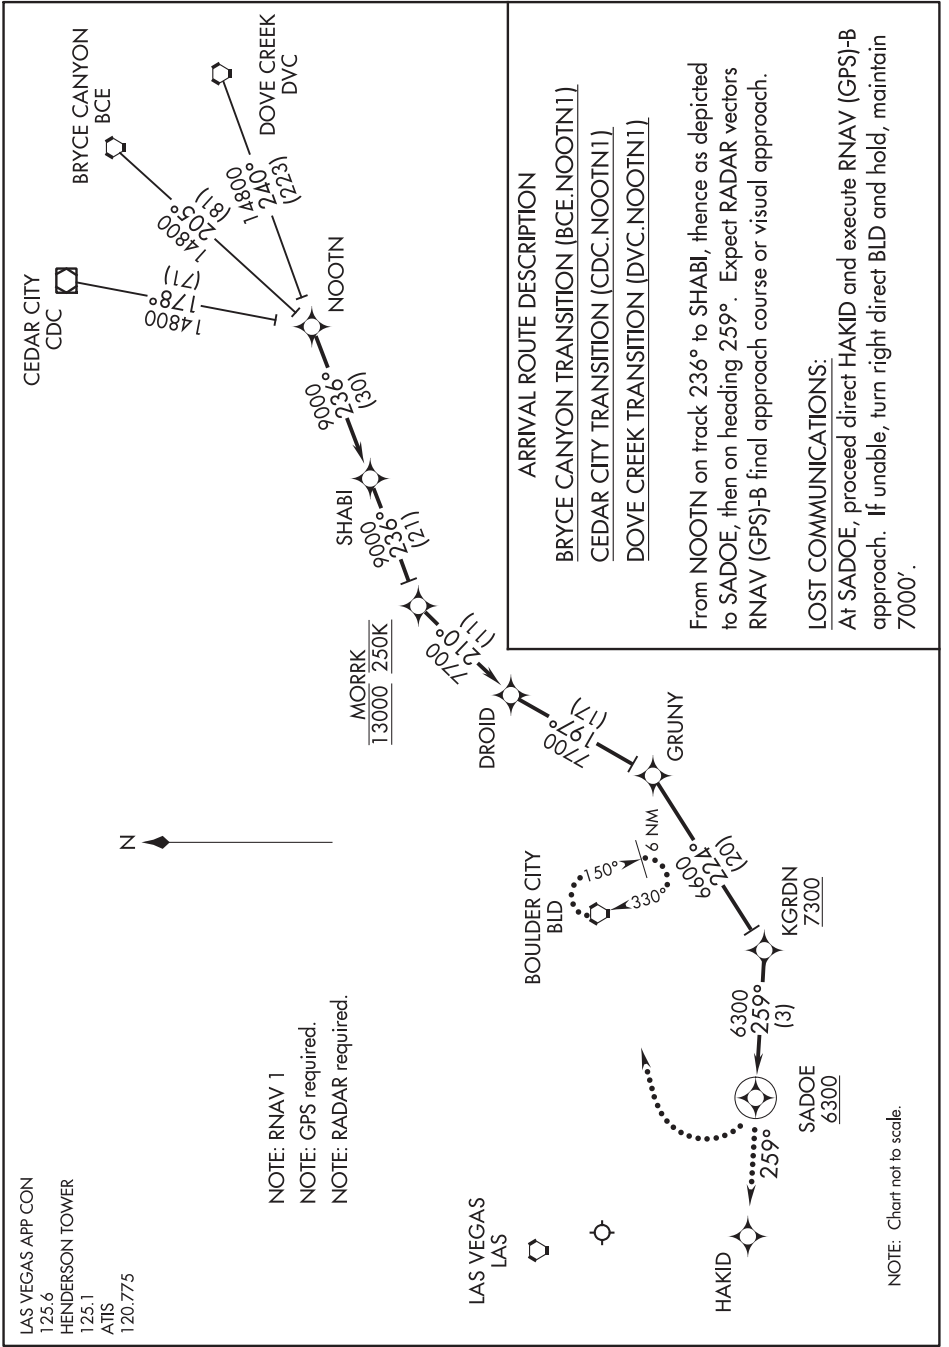 LAS VEGAS APP CON
125.6
HENDERSON TOWER
125.1
ATIS
120.775
N
CEDAR CITY
CDC
BRYCE CANYON
BCE
DOVE CREEK
DVC
14800
178°
(71)
14800
205°
(81)
14800
240°
(223)
NOOTN
9000
236°
(30)
SHABI
9000
236°
(21)
MORRK
13000 250K
7700
210°
(11)
DROID
7700
197°
(17)
GRUNY
6600
224°
(20)
KGRDN
7300
6300
259°
(3)
SADOE
6300
259°
HAKID
BOULDER CITY
BLD
150°
330°
6 NM
LAS VEGAS
LAS
NOTE: RNAV 1
NOTE: GPS required.
NOTE: RADAR required.
NOTE: Chart not to scale.
ARRIVAL ROUTE DESCRIPTION
BRYCE CANYON TRANSITION (BCE.NOOTN1)
CEDAR CITY TRANSITION (CDC.NOOTN1)
DOVE CREEK TRANSITION (DVC.NOOTN1)
From NOOTN on track 236° to SHABI, thence as depicted
to SADOE, then on heading 259°. Expect RADAR vectors
RNAV (GPS)-B final approach course or visual approach.
LOST COMMUNICATIONS:
At SADOE, proceed direct HAKID and execute RNAV (GPS)-B
approach. If unable, turn right direct BLD and hold, maintain
7000'.